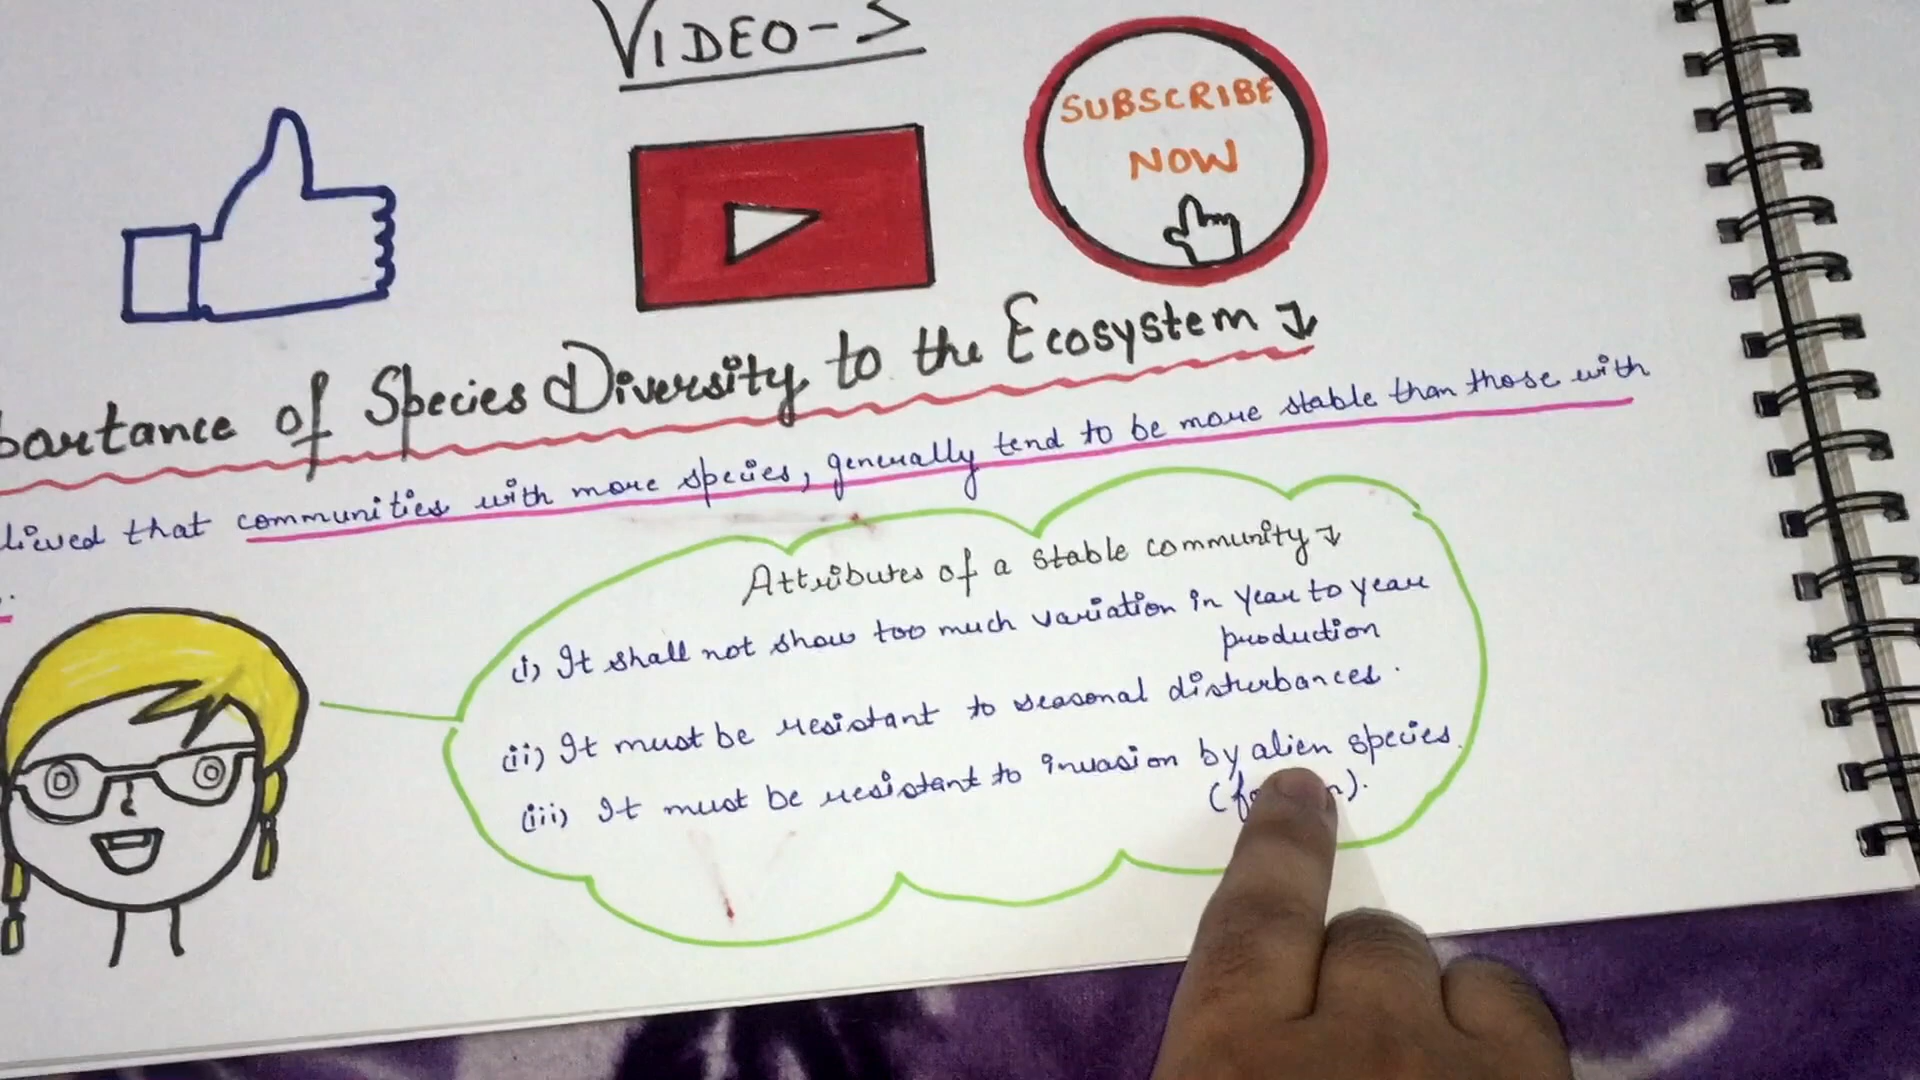 VIDEO->
SUBSCRIBE
NOW
of Species Diversity to the Ecosystem ↴
that communities with more species, generally tend to be more stable than those with
Attributes of a stable community ↴
(i) It shall not show too much variation in year to year
production
(ii) It must be resistant to seasonal disturbances.
(iii) It must be resistant to invasion by alien species.